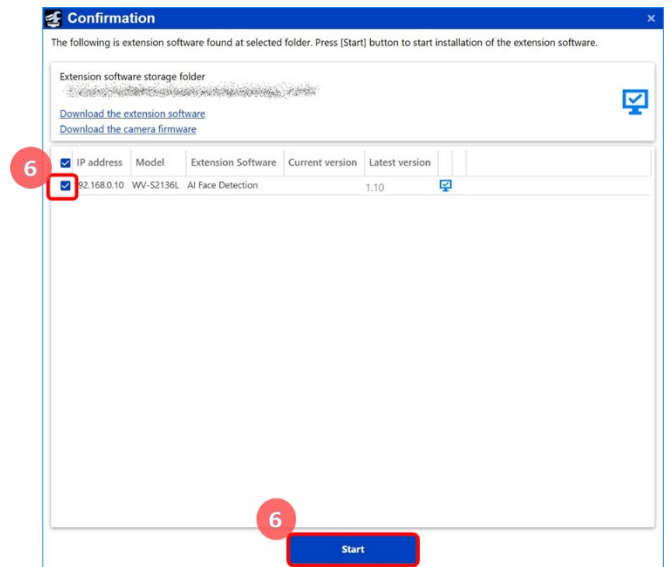 Confirmation
The following is extension software found at selected folder. Press [Start] button to start installation of the extension software.
Extension software storage folder
Download the extension software
Download the camera firmware
6
IP address Model Extension Software Current version Latest version
92.168.0.10 WV-S2136L AI Face Detection 1.10
6
Start